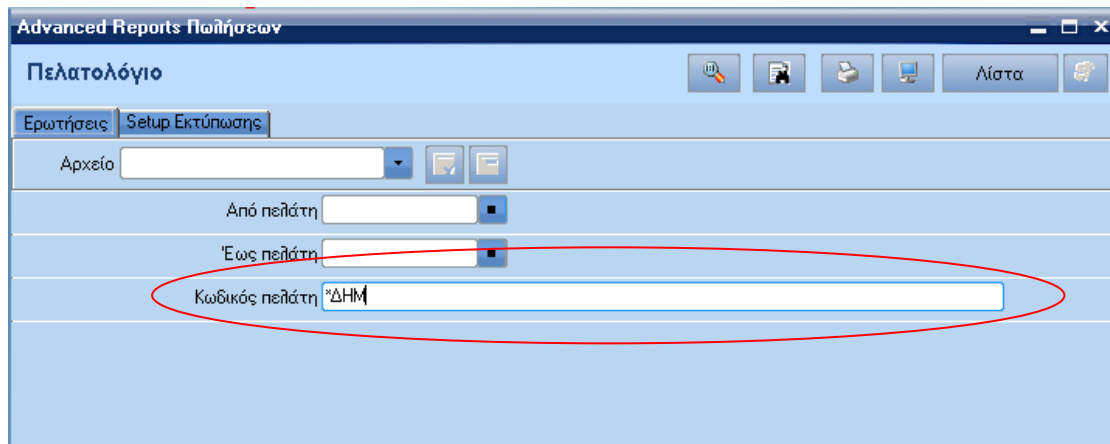 Advanced Reports Πωλήσεων
Πελατολόγιο
Λίστα
Ερωτήσεις Setup Εκτύπωσης
Αρχείο
Από πελάτη
Έως πελάτη
Κωδικός πελάτη *ΔΗΜ